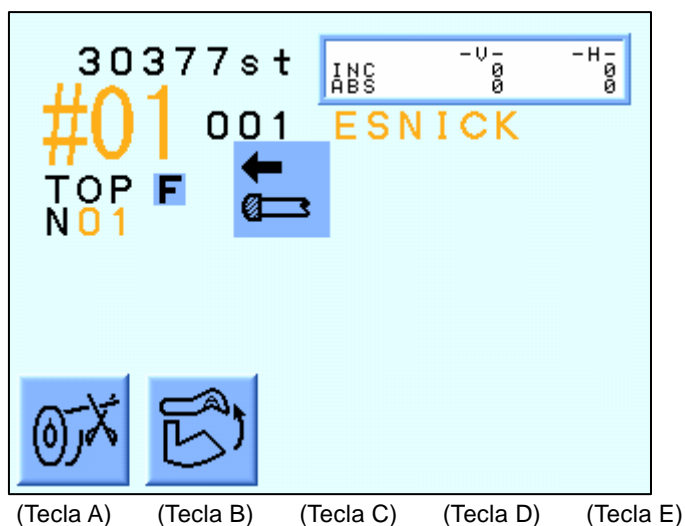 30377st
-V- -H-
INC 0 0
ABS 0 0
#01 001 ESNICK
TOP F
N01
(Tecla A) (Tecla B) (Tecla C) (Tecla D) (Tecla E)